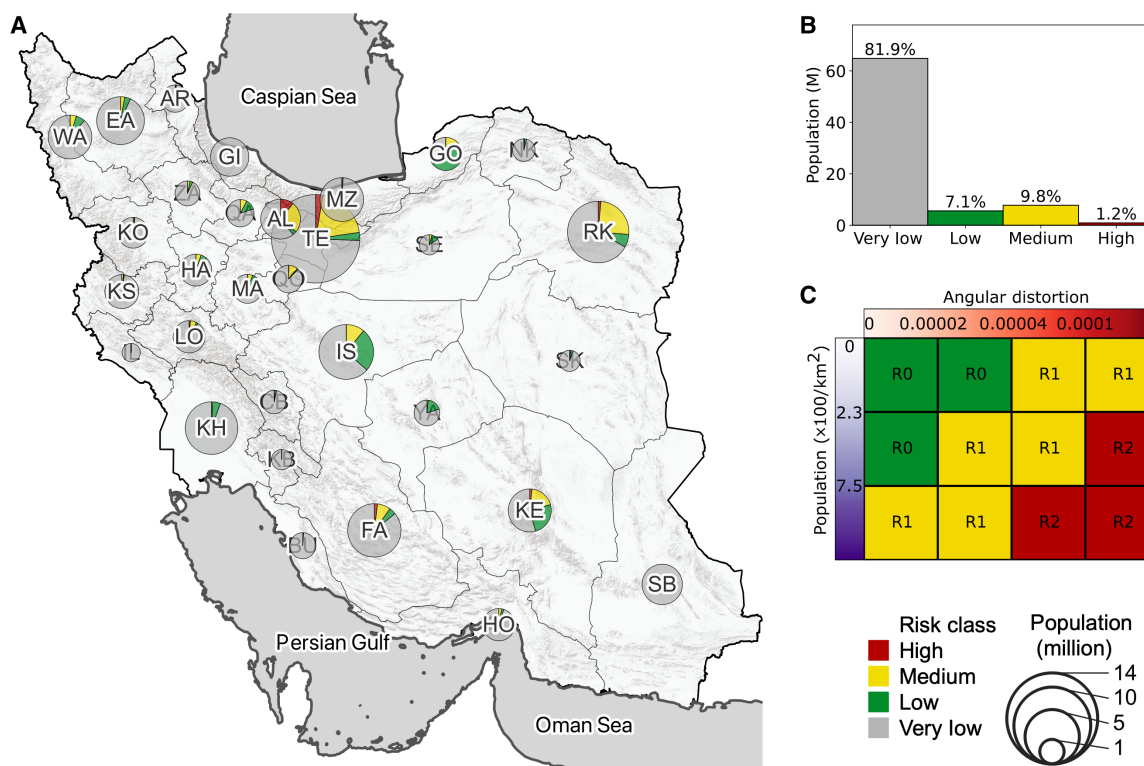 A
Caspian Sea
AR
EA
WA
GI
GO
NK
ZA
QA
AL
MZ
TE
KO
SE
RK
HA
KS
MA
QO
LO
IL
IS
SK
CB
YA
KH
KB
KE
FA
BU
SB
HO
Persian Gulf
Oman Sea
B
Population (M)
60
40
20
0
81.9%
7.1%
9.8%
1.2%
Very low
Low
Medium
High
C
Angular distortion
0
0.00002
0.00004
0.0001
Population (×100/km²)
0
2.3
7.5
R0
R0
R1
R1
R0
R1
R1
R2
R1
R1
R2
R2
Risk class
High
Medium
Low
Very low
Population
(million)
14
10
5
1